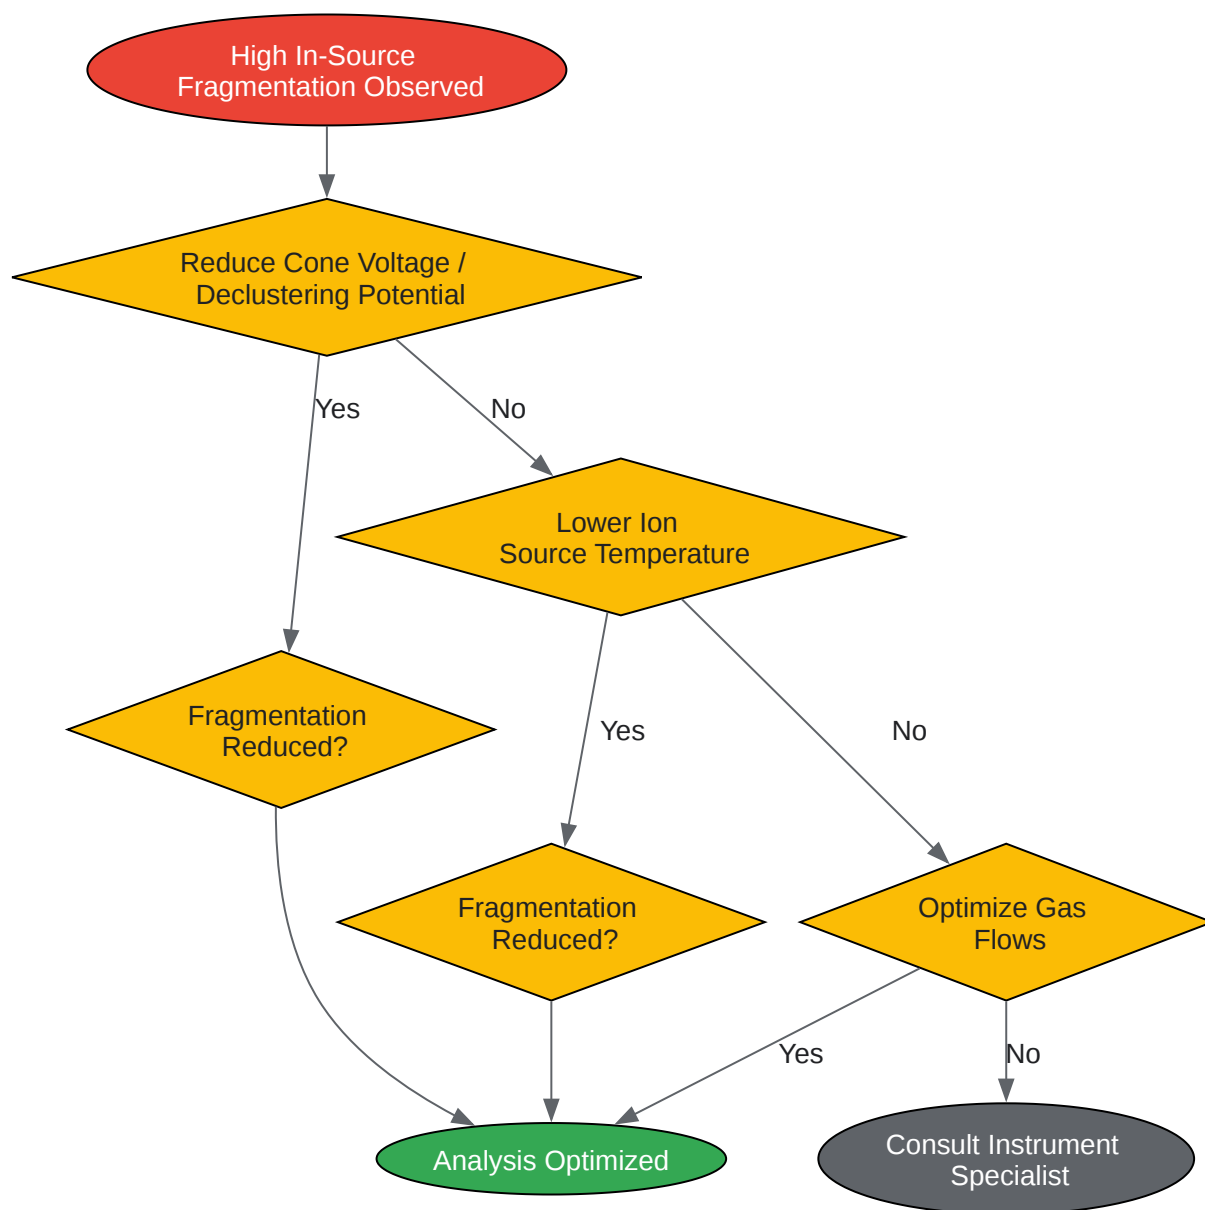 High In-Source
Fragmentation Observed
Reduce Cone Voltage /
Declustering Potential
Yes
No
Lower Ion
Source Temperature
Fragmentation
Reduced?
Yes
No
Fragmentation
Reduced?
Optimize Gas
Flows
Yes
No
Analysis Optimized
Consult Instrument
Specialist